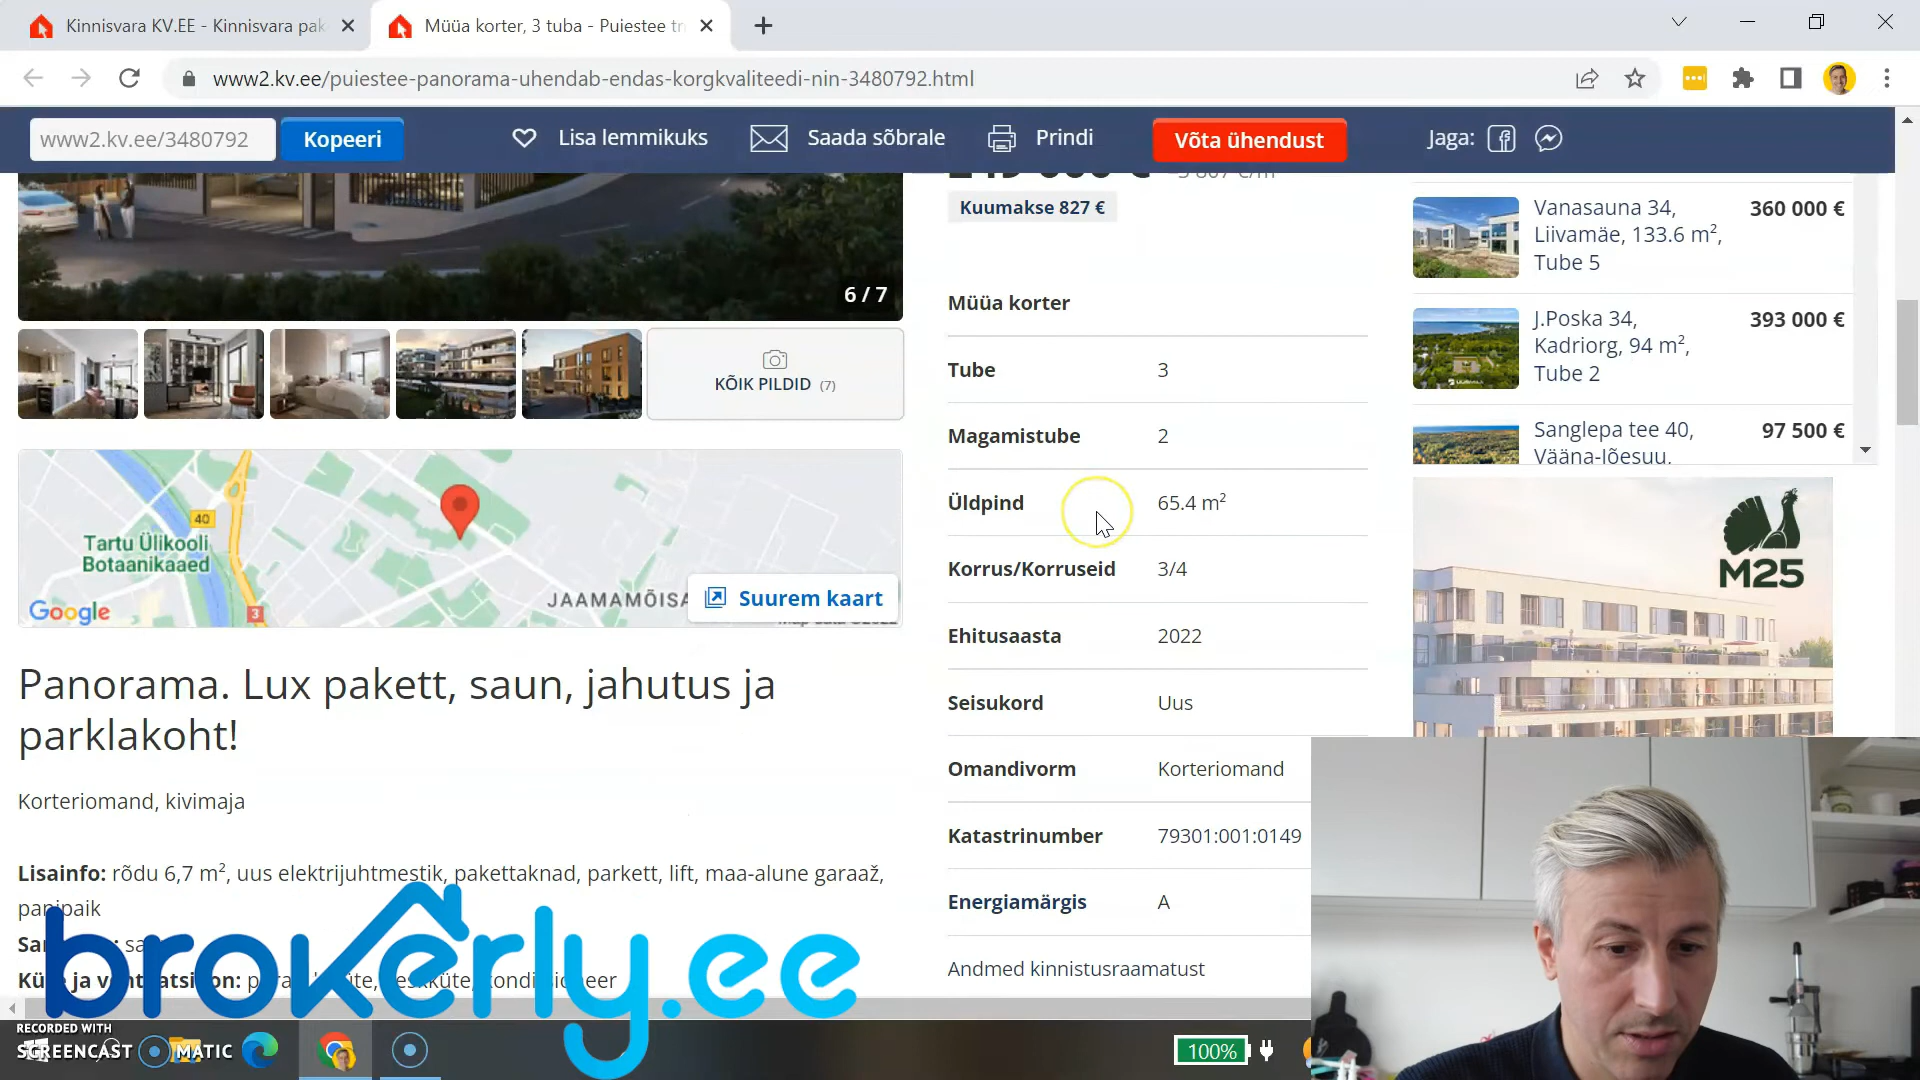 Kinnisvara KV.EE - Kinnisvara pak
Müüa korter, 3 tuba - Puiestee tr
www2.kv.ee/puiestee-panorama-uhendab-endas-korgkvaliteedi-nin-3480792.html
www2.kv.ee/3480792
Kopeeri
Lisa lemmikuks
Saada sõbrale
Prindi
Võta ühendust
Jaga:
Kuumakse 827 €
6 / 7
KÕIK PILDID (7)
40
Tartu Ülikooli
Botaanikaaed
JAAMAMÕISA
3
Google
Suurem kaart
Panorama. Lux pakett, saun, jahutus ja
parklakoht!
Korteriomand, kivimaja
Lisainfo: rõdu 6,7 m², uus elektrijuhtmestik, pakettaknad, parkett, lift, maa-alune garaaž,
Müüa korter
Tube 3
Magamistube 2
Üldpind 65.4 m²
Korrus/Korruseid 3/4
Ehitusaasta 2022
Seisukord Uus
Omandivorm Korteriomand
Katastrinumber 79301:001:0149
Energiamärgis A
Andmed kinnistusraamatust
Vanasauna 34, 360 000 €
Liivamäe, 133.6 m²,
Tube 5
J.Poska 34, 393 000 €
Kadriorg, 94 m²,
Tube 2
Sanglepa tee 40, 97 500 €
Vääna-Jõesuu,
M25
brokerly.ee
RECORDED WITH
SCREENCAST MATIC
100%